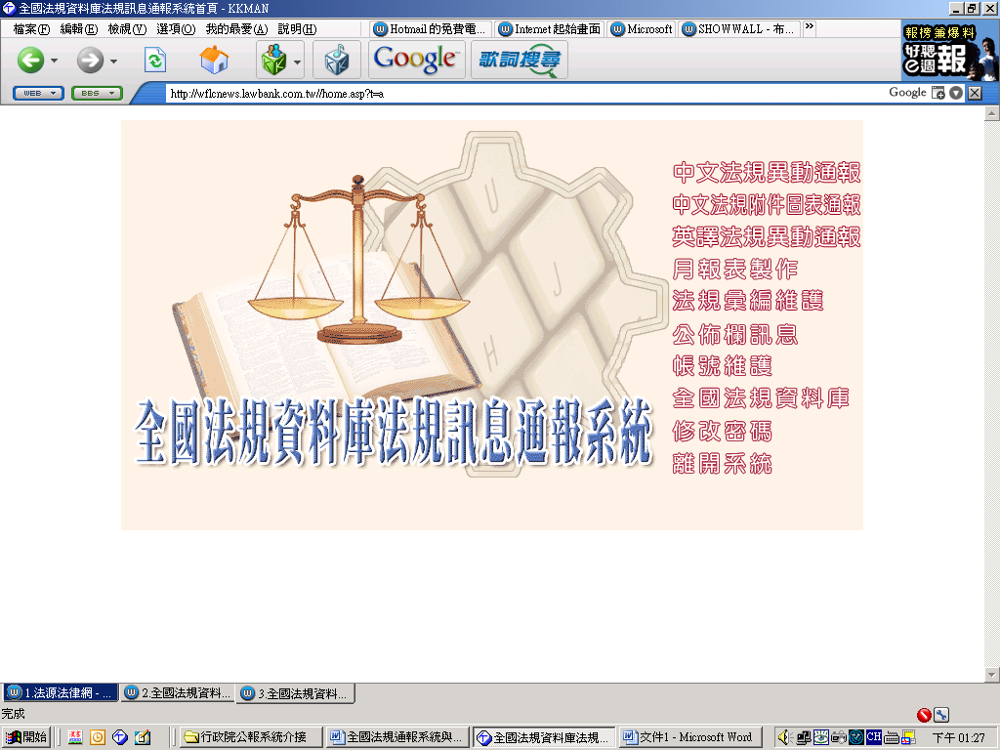 全國法規資料庫法規訊息通報系統首頁 - KKMAN
檔案(F) 編輯(E) 檢視(V) 選項(O) 我的最愛(A) 說明(H)
Hotmail 的免費電... Internet 起始畫面 Microsoft SHOWWALL - 布... »
報榜兼爆料
好聽e週報
Google 歌詞搜尋
WEB BBS
http://wflcnews.lawbank.com.tw//home.asp?t=a
Google
U
J
H
全國法規資料庫法規訊息通報系統
中文法規異動通報
中文法規附件圖表通報
英譯法規異動通報
月報表製作
法規彙編維護
公佈欄訊息
帳號維護
全國法規資料庫
修改密碼
離開系統
1.法源法律網 - ... 2.全國法規資料... 3.全國法規資料...
完成
開始
行政院公報系統介接 全國法規通報系統與... 全國法規資料庫法規... 文件1 - Microsoft Word
CH
下午 01:27